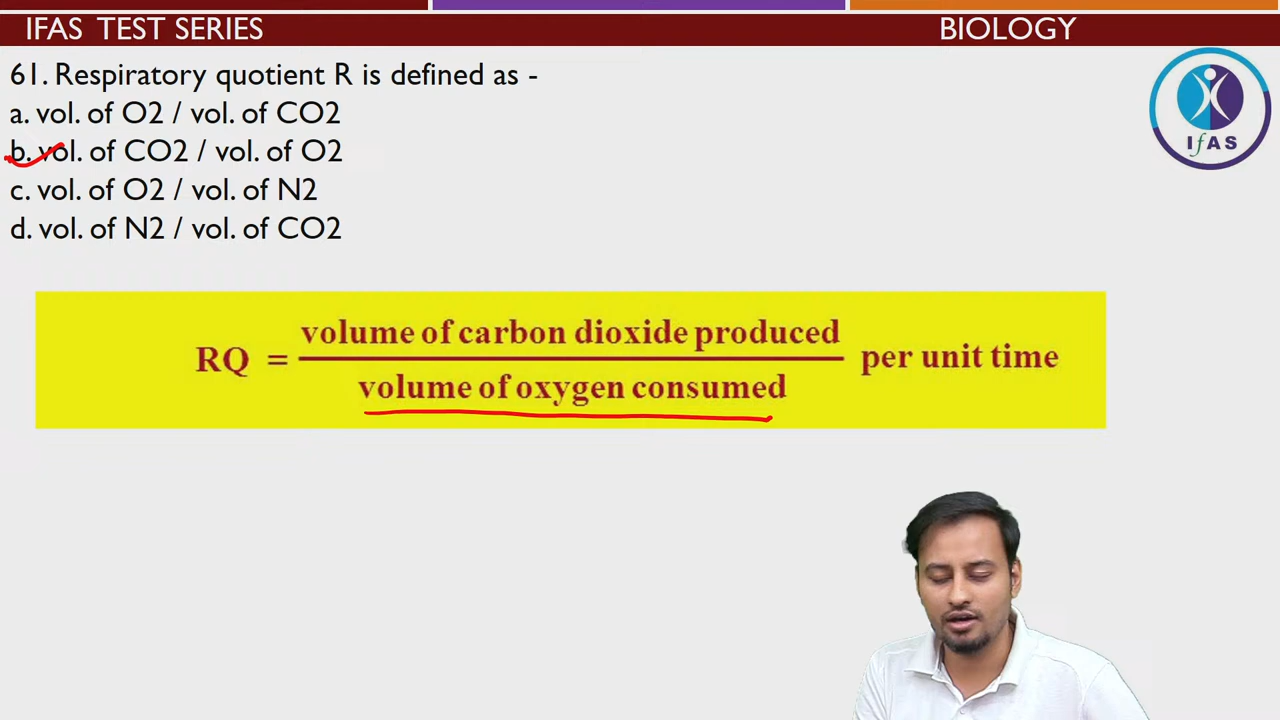 IFAS TEST SERIES
BIOLOGY
61. Respiratory quotient R is defined as -
a. vol. of O2 / vol. of CO2
b. vol. of CO2 / vol. of O2
c. vol. of O2 / vol. of N2
d. vol. of N2 / vol. of CO2
IfAS
volume of carbon dioxide produced
RQ = per unit time
volume of oxygen consumed